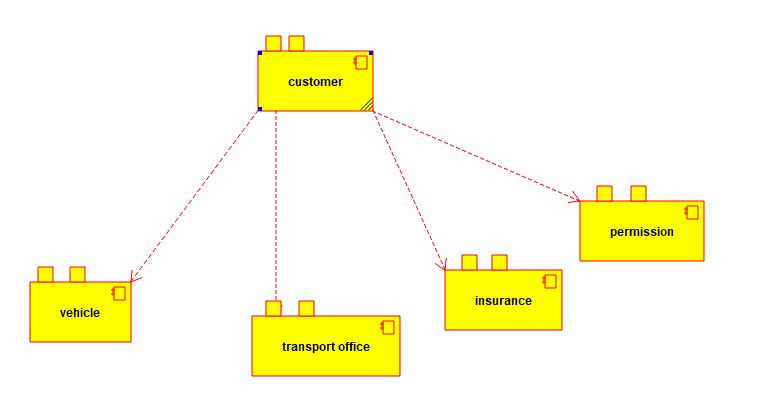 customer
permission
insurance
vehicle
transport office